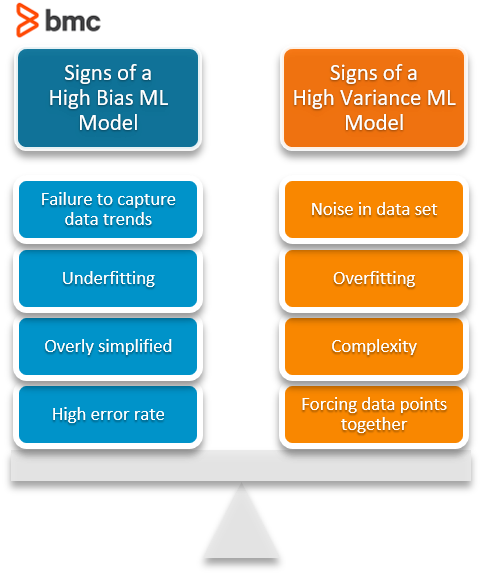 bmc
Signs of a
High Bias ML
Model
Signs of a
High Variance ML
Model
Failure to capture
data trends
Underfitting
Overly simplified
High error rate
Noise in data set
Overfitting
Complexity
Forcing data points
together